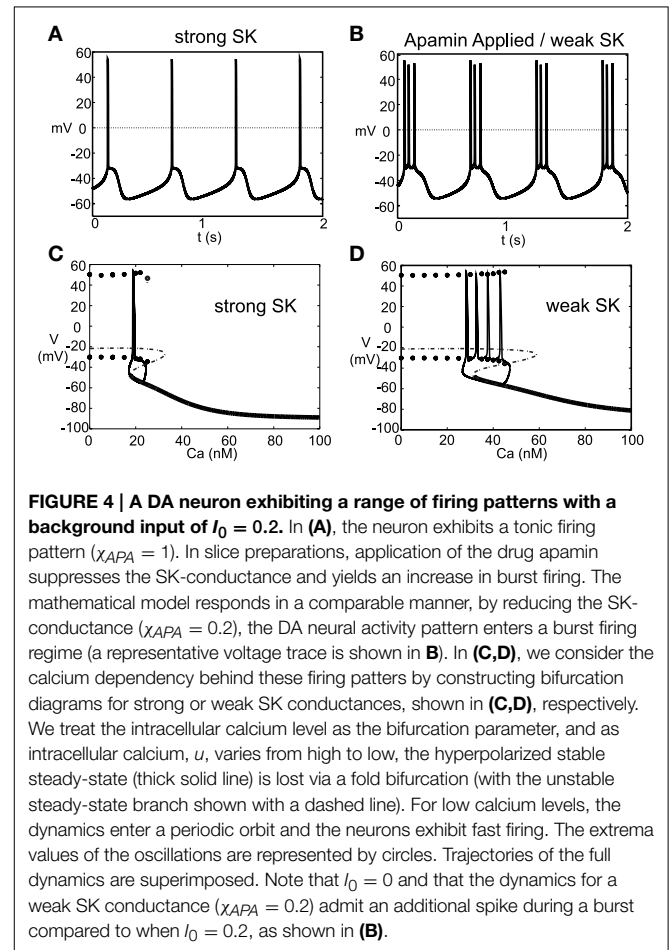 A
strong SK
60
40
20
mV 0
-20
-40
-60
0
1
2
t (s)
B
Apamin Applied / weak SK
60
40
20
mV 0
-20
-40
-60
0
1
2
t (s)
C
60
40
20
0
V
(mV)
-20
-40
-60
-80
-100
strong SK
0
20
40
60
80
100
Ca (nM)
D
60
40
20
0
V
(mV)
-20
-40
-60
-80
-100
weak SK
0
20
40
60
80
100
Ca (nM)
FIGURE 4 | A DA neuron exhibiting a range of firing patterns with a
background input of I0 = 0.2. In (A), the neuron exhibits a tonic firing
pattern (χAPA = 1). In slice preparations, application of the drug apamin
suppresses the SK-conductance and yields an increase in burst firing. The
mathematical model responds in a comparable manner, by reducing the SK-
conductance (χAPA = 0.2), the DA neural activity pattern enters a burst firing
regime (a representative voltage trace is shown in B). In (C,D), we consider the
calcium dependency behind these firing patters by constructing bifurcation
diagrams for strong or weak SK conductances, shown in (C,D), respectively.
We treat the intracellular calcium level as the bifurcation parameter, and as
intracellular calcium, u, varies from high to low, the hyperpolarized stable
steady-state (thick solid line) is lost via a fold bifurcation (with the unstable
steady-state branch shown with a dashed line). For low calcium levels, the
dynamics enter a periodic orbit and the neurons exhibit fast firing. The extrema
values of the oscillations are represented by circles. Trajectories of the full
dynamics are superimposed. Note that I0 = 0 and that the dynamics for a
weak SK conductance (χAPA = 0.2) admit an additional spike during a burst
compared to when I0 = 0.2, as shown in (B).